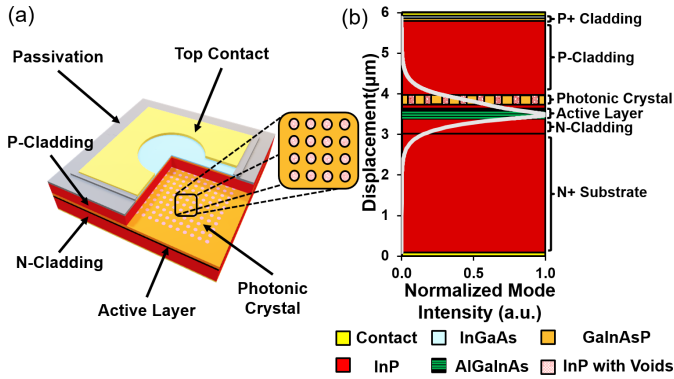 (a)
Passivation
Top Contact
P-Cladding
N-Cladding
Active Layer
Photonic
Crystal
(b)
Displacement(μm)
6
5
4
3
2
1
0
0.0
0.5
1.0
Normalized Mode
Intensity (a.u.)
P+ Cladding
P-Cladding
Photonic Crystal
Active Layer
N-Cladding
N+ Substrate
Contact
InGaAs
GaInAsP
InP
AlGaInAs
InP with Voids